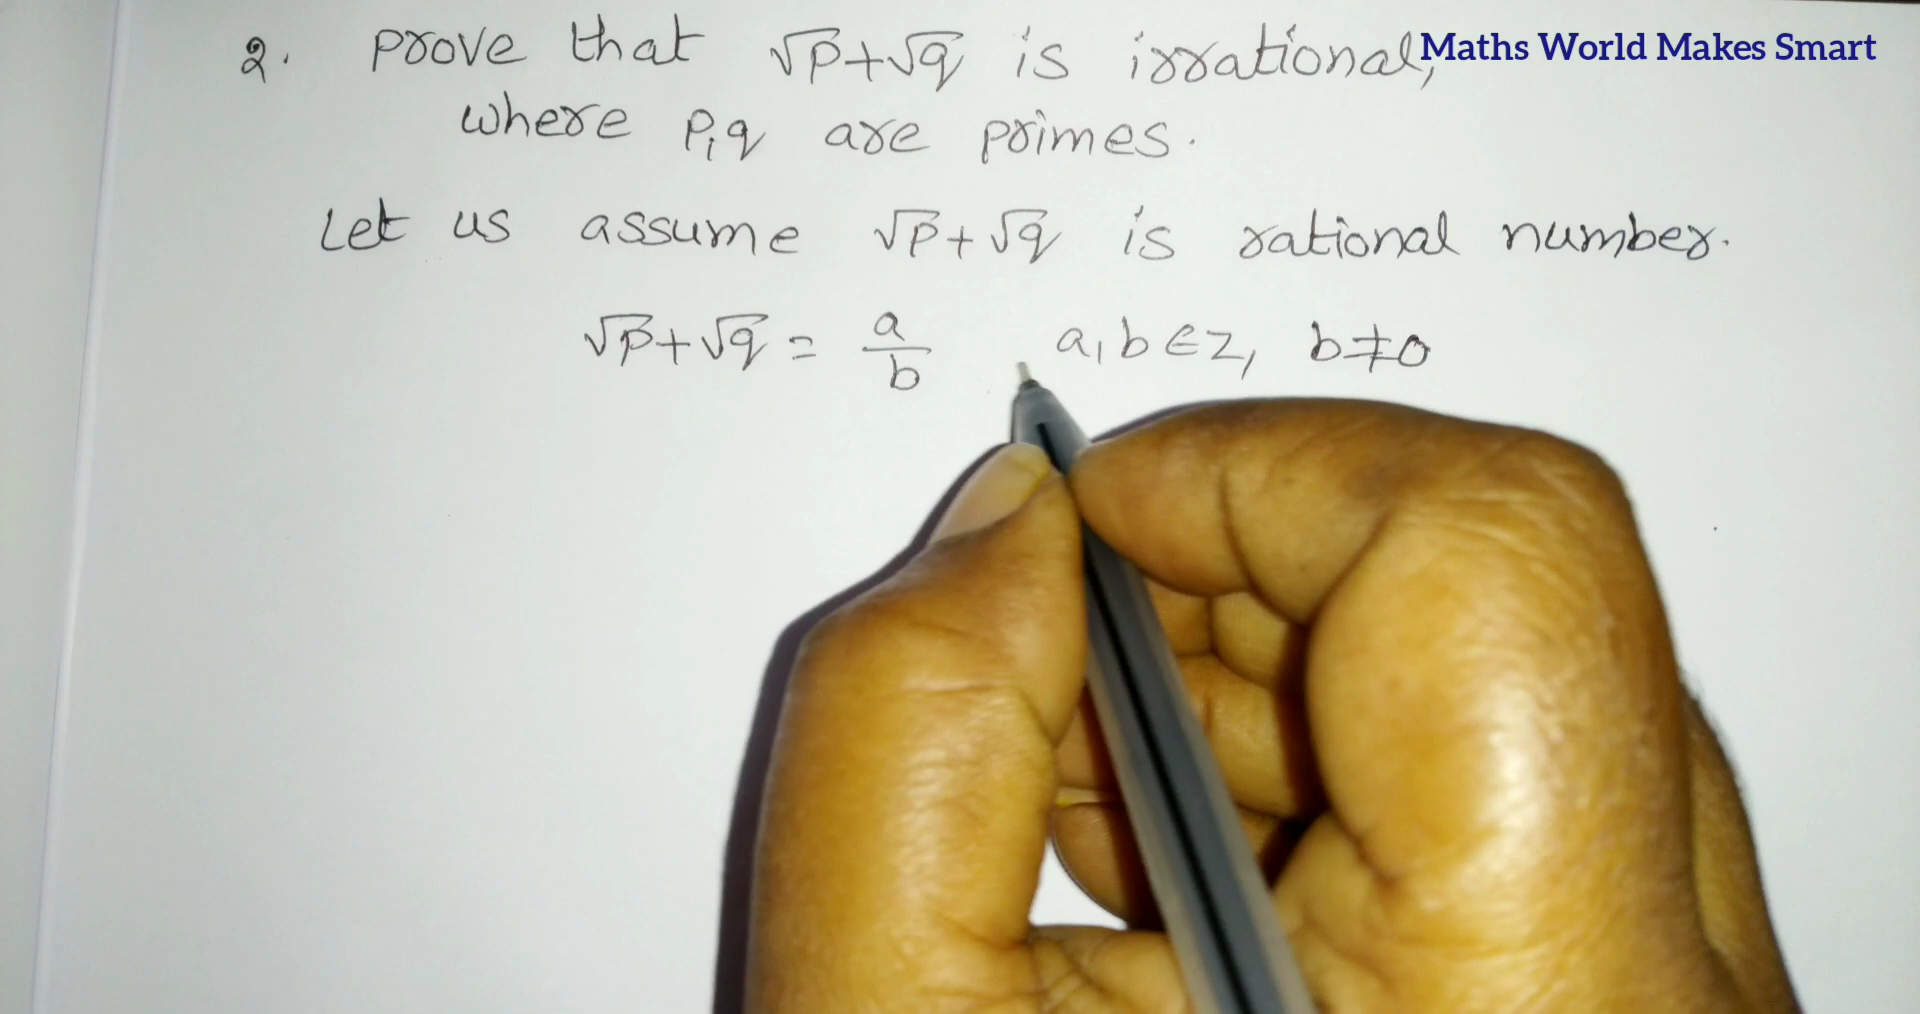 2. Prove that √p+√q is irrational,
Maths World Makes Smart
where p,q are primes.
Let us assume √p+√q is rational number.
√p+√q = a/b a,b∈Z, b≠0